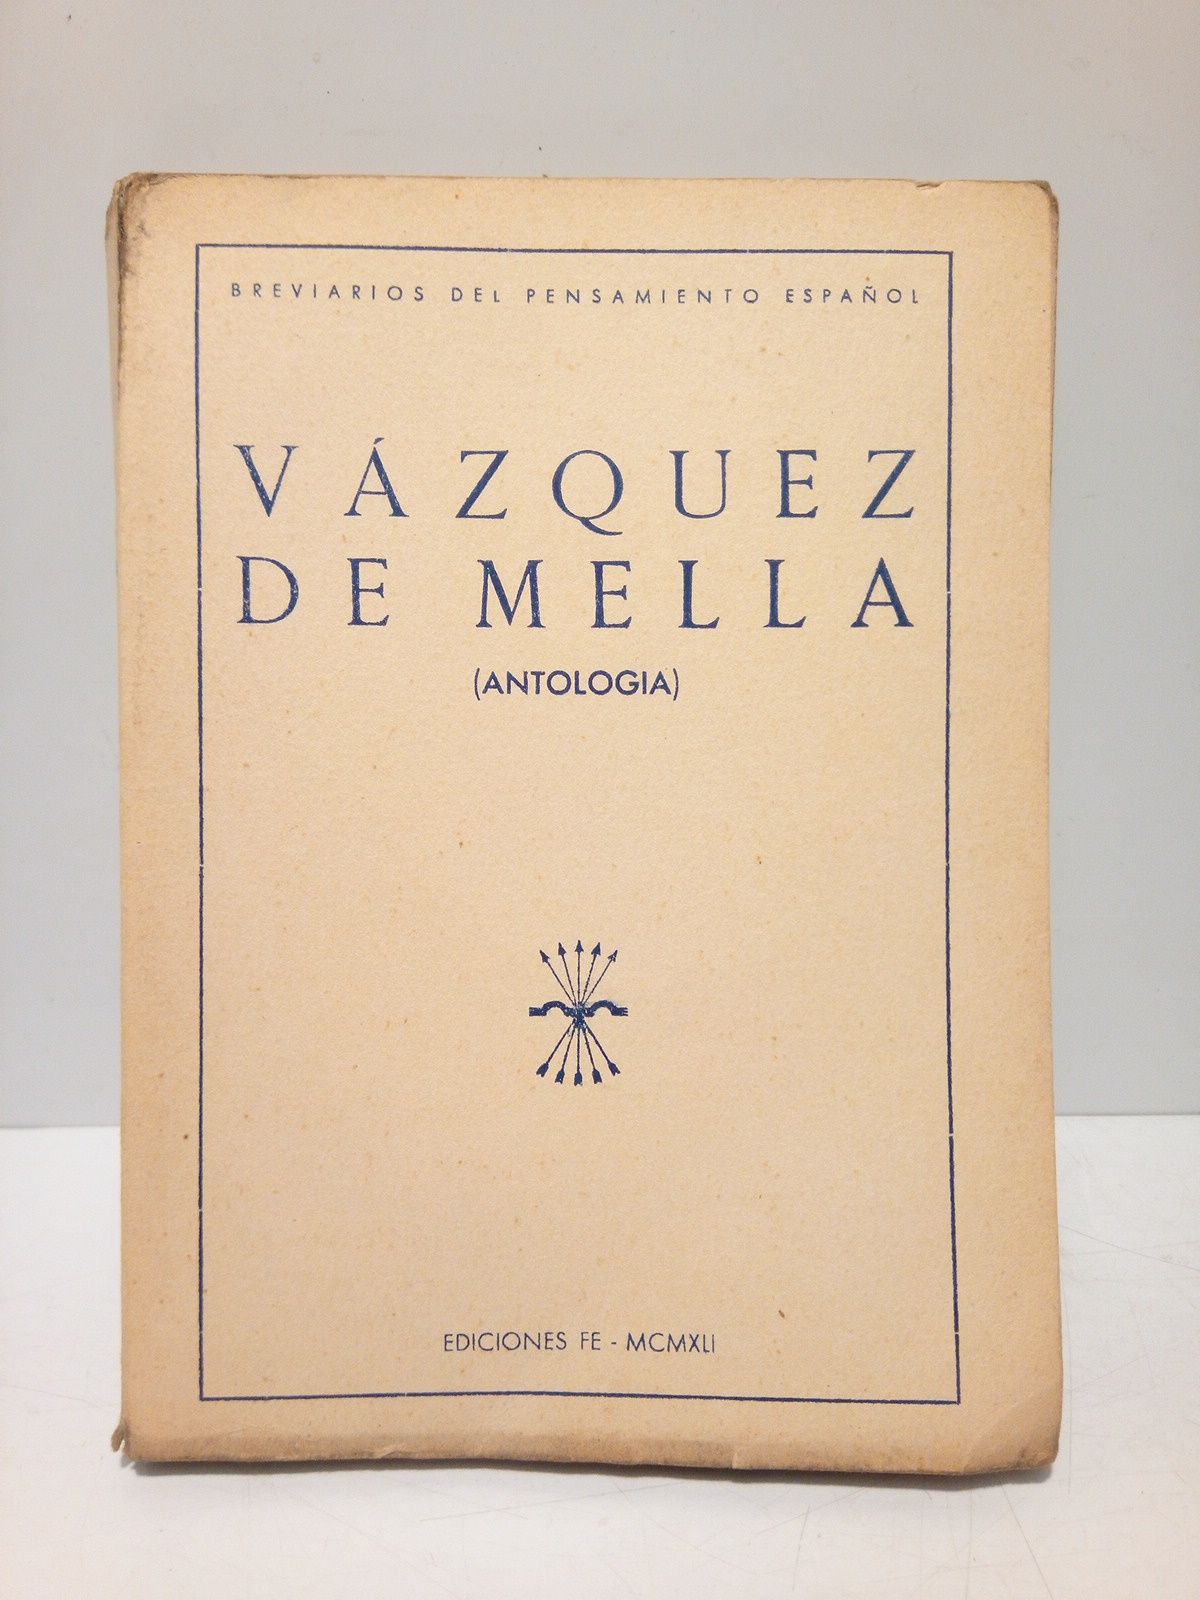 BREVIARIOS DEL PENSAMIENTO ESPAÑOL
VÁZQUEZ
DE MELLA
(ANTOLOGIA)
EDICIONES FE - MCMXLI